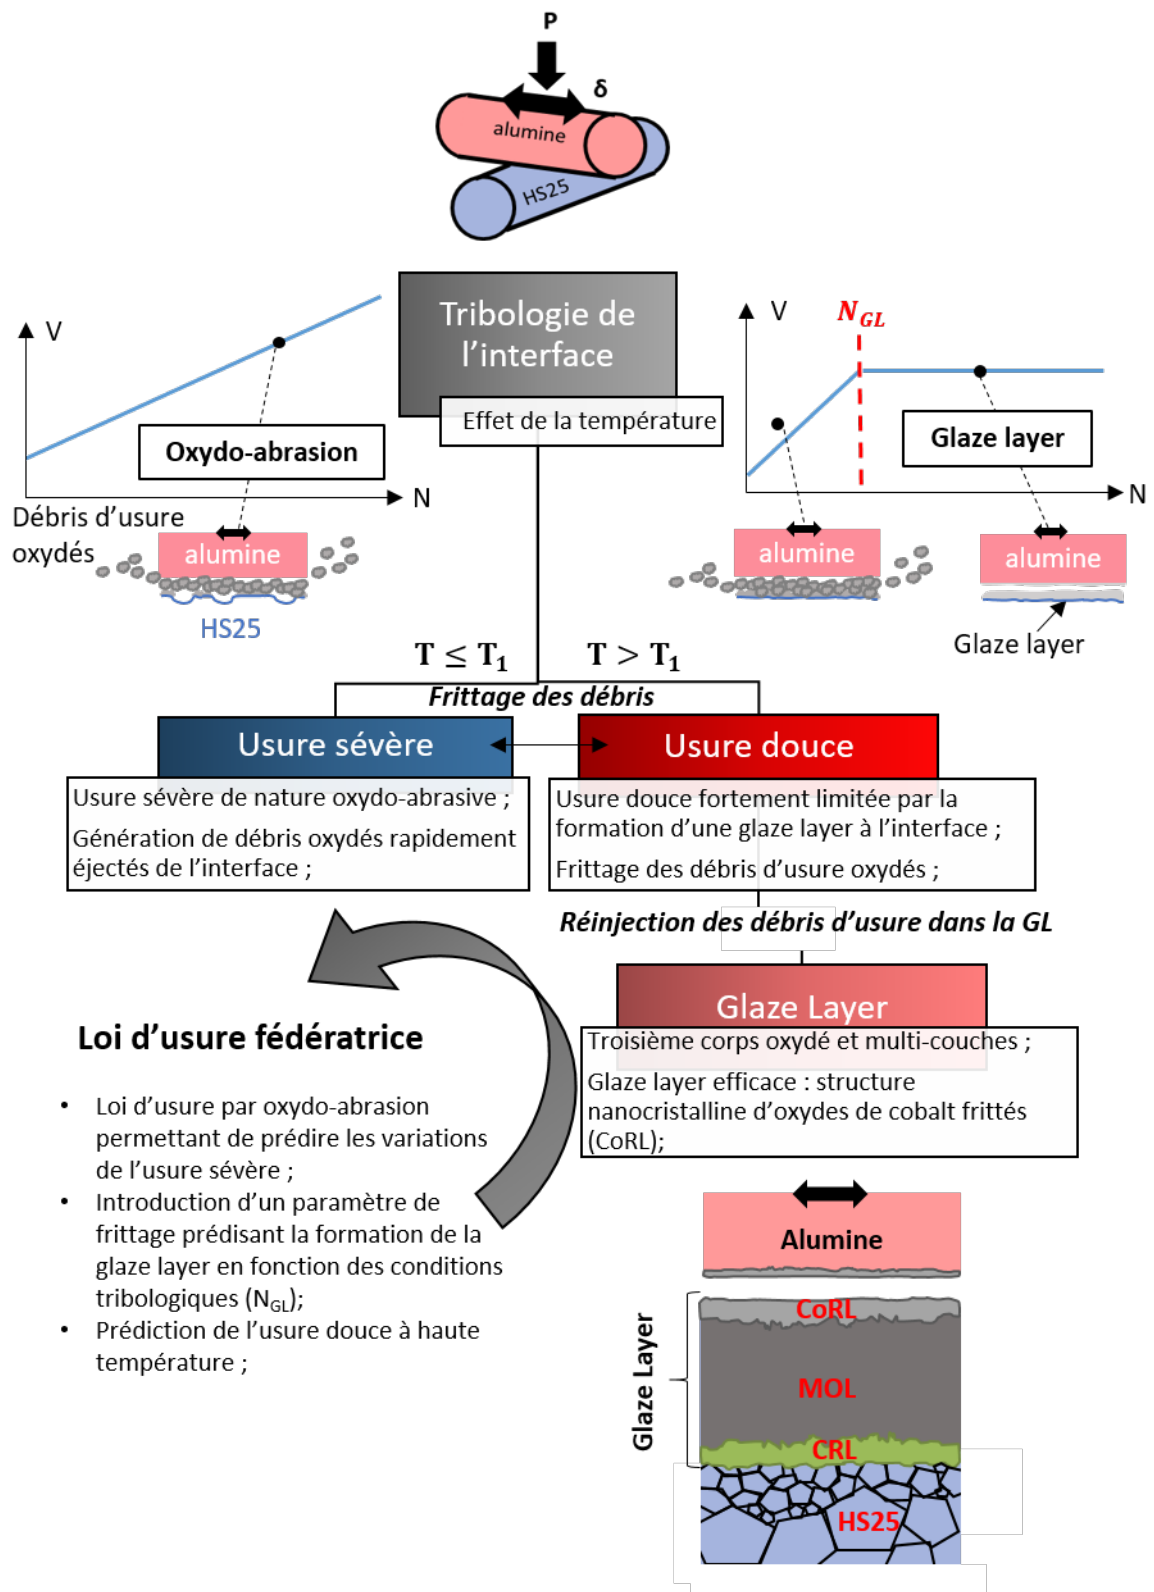 P
δ
alumine
HS25
Tribologie de
l'interface
Effet de la température
V
Oxydo-abrasion
N
Débris d'usure
oxydés
alumine
HS25
V
N_GL
Glaze layer
N
alumine
alumine
Glaze layer
T ≤ T₁
T > T₁
Frittage des débris
Usure sévère
Usure sévère de nature oxydo-abrasive ;
Génération de débris oxydés rapidement
éjectés de l'interface ;
Usure douce
Usure douce fortement limitée par la
formation d'une glaze layer à l'interface ;
Frittage des débris d'usure oxydés ;
Réinjection des débris d'usure dans la GL
Glaze Layer
Troisième corps oxydé et multi-couches ;
Glaze layer efficace : structure
nanocristalline d'oxydes de cobalt frittés
(CoRL);
Loi d'usure fédératrice
• Loi d'usure par oxydo-abrasion
permettant de prédire les variations
de l'usure sévère ;
• Introduction d'un paramètre de
frittage prédisant la formation de la
glaze layer en fonction des conditions
tribologiques (N_GL);
• Prédiction de l'usure douce à haute
température ;
Alumine
Glaze Layer
CoRL
MOL
CRL
HS25